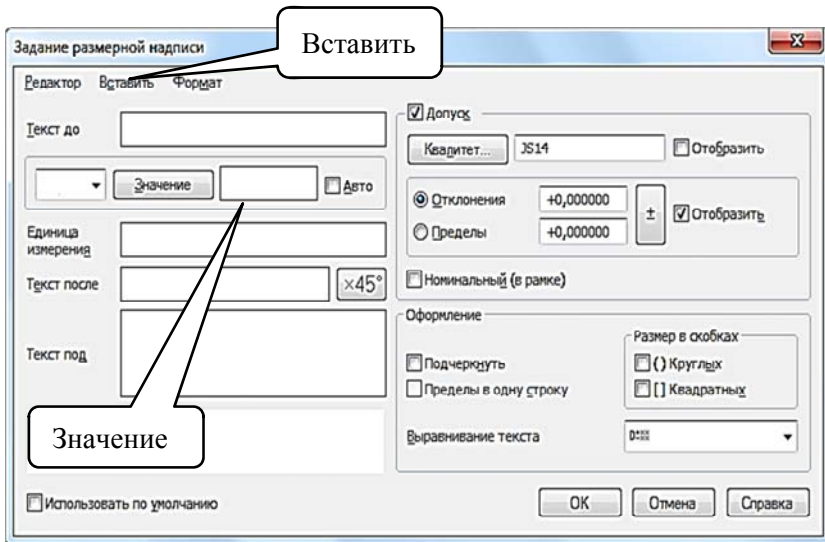 Вставить
Задание размерной надписи
Редактор Вставить Формат
Текст до
Значение
Авто
Единица
измерения
Текст после
×45°
Текст под
Значение
Использовать по умолчанию
Допуск
Квалитет... JS14 Отобразить
Отклонения +0,000000
Пределы +0,000000
± Отобразить
Номинальный (в рамке)
Оформление
Подчеркнуть
Пределы в одну строку
Размер в скобках
() Круглых
[] Квадратных
Выравнивание текста
OK Отмена Справка